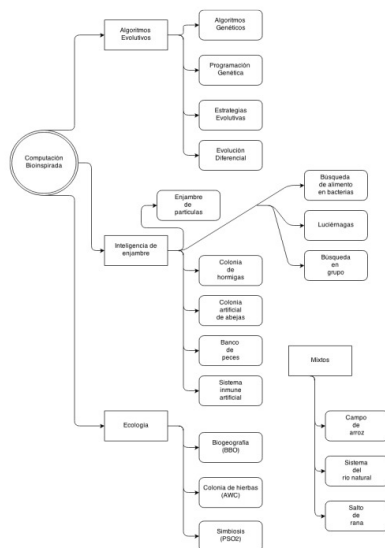 Computación
Bioinspirada
Algoritmos
Evolutivos
Algoritmos
Genéticos
Programación
Genética
Estrategias
Evolutivas
Evolución
Diferencial
Inteligencia de
enjambre
Enjambre
de
partículas
Búsqueda
de alimento
en bacterias
Luciérnagas
Búsqueda
en
grupo
Colonia
de
hormigas
Colonia
artificial
de abejas
Banco
de
peces
Sistema
inmune
artificial
Ecología
Biogeografía
(BBO)
Colonia de hierbas
(AWC)
Simbiosis
(PSO2)
Mixtos
Campo
de
arroz
Sistema
del
río natural
Salto
de
rana